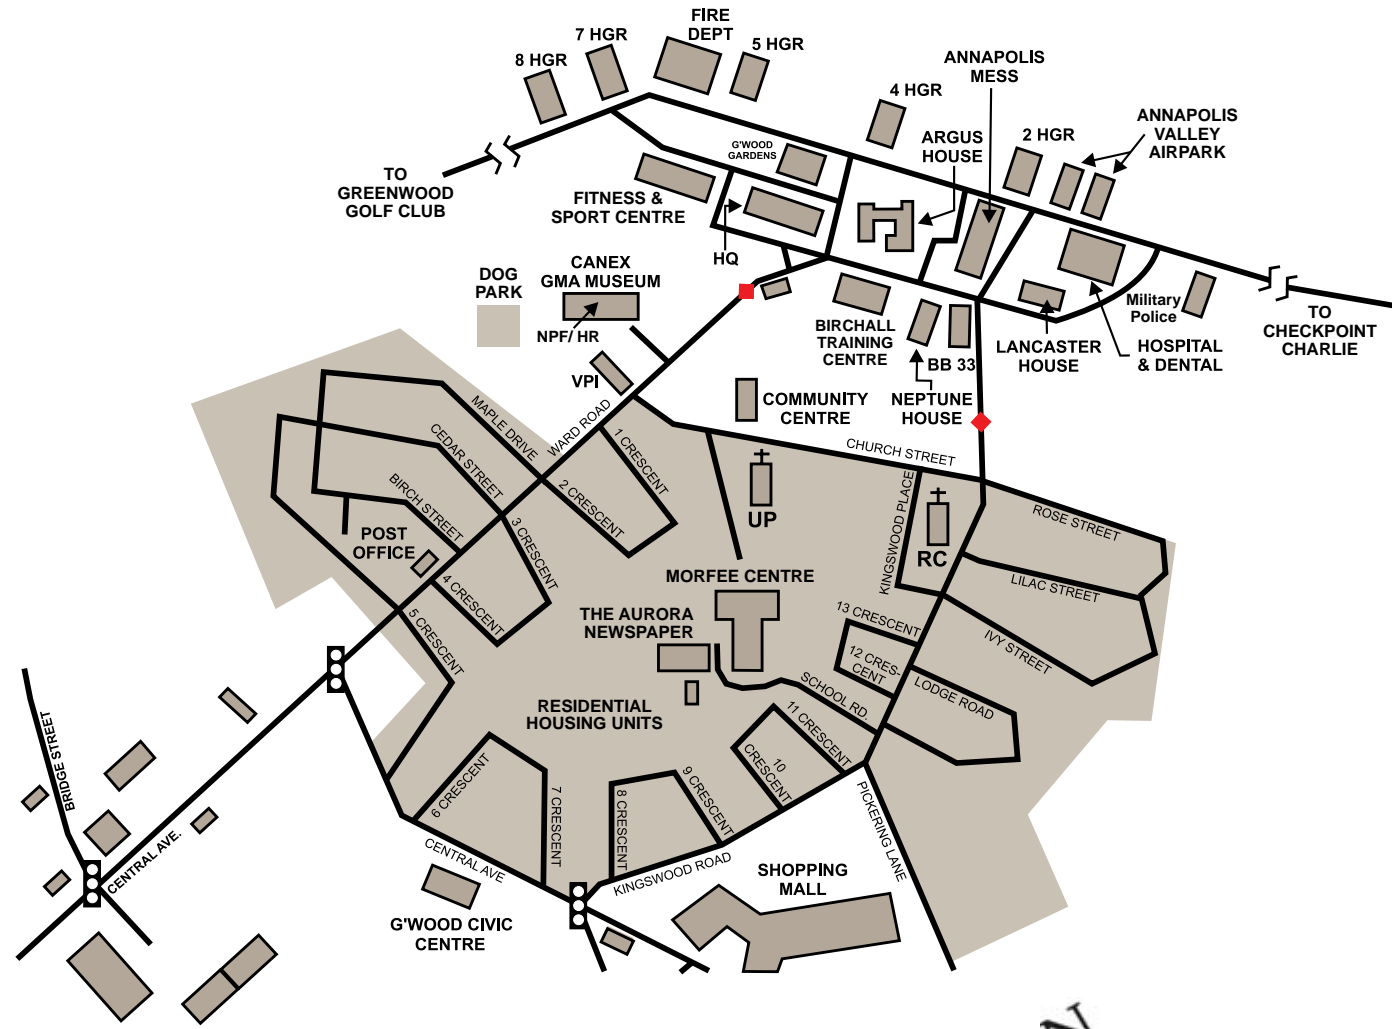 FIRE
DEPT
7 HGR
5 HGR
8 HGR
ANNAPOLIS
MESS
4 HGR
ANNAPOLIS
VALLEY
AIRPARK
2 HGR
ARGUS
HOUSE
G'WOOD
GARDENS
TO
GREENWOOD
GOLF CLUB
FITNESS &
SPORT CENTRE
HQ
CANEX
GMA MUSEUM
DOG
PARK
NPF/ HR
VPI
BIRCHALL
TRAINING
CENTRE
BB 33
NEPTUNE
HOUSE
LANCASTER
HOUSE
Military
Police
HOSPITAL
& DENTAL
TO
CHECKPOINT
CHARLIE
COMMUNITY
CENTRE
MAPLE DRIVE
WARD ROAD
CEDAR STREET
BIRCH STREET
1 CRESCENT
2 CRESCENT
3 CRESCENT
4 CRESCENT
5 CRESCENT
POST
OFFICE
CHURCH STREET
UP
KINGSWOOD PLACE
RC
ROSE STREET
LILAC STREET
IVY STREET
MORFEE CENTRE
THE AURORA
NEWSPAPER
13 CRESCENT
12 CRES-
CENT
LODGE ROAD
SCHOOL RD.
RESIDENTIAL
HOUSING UNITS
11 CRESCENT
10
CRESCENT
9 CRESCENT
8 CRESCENT
7 CRESCENT
6 CRESCENT
BRIDGE STREET
CENTRAL AVE.
CENTRAL AVE
KINGSWOOD ROAD
PICKERING LANE
SHOPPING
MALL
G'WOOD CIVIC
CENTRE
N